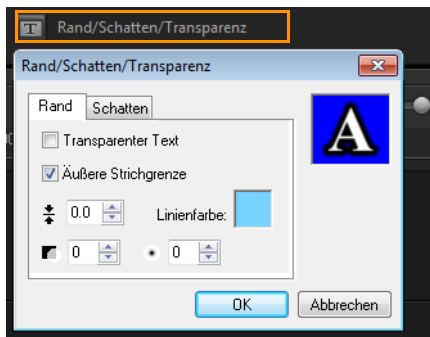 T Rand/Schatten/Transparenz
Rand/Schatten/Transparenz
Rand Schatten
A
Transparenter Text
Äußere Strichgrenze
0.0 Linienfarbe:
0 0
OK Abbrechen